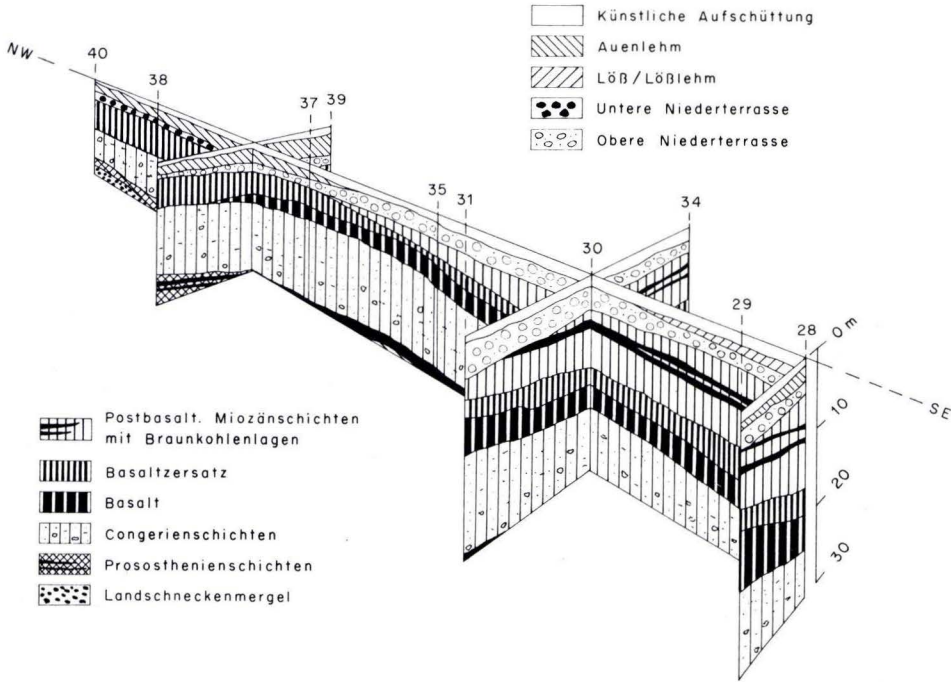 Künstliche Aufschüttung
Auenlehm
Löß/Lößlehm
Untere Niederterrasse
Obere Niederterrasse
NW
40
38
37
39
35
31
30
34
29
28
0 m
10
20
30
SE
Postbasalt. Miozänschichten
mit Braunkohlenlagen
Basaltzersatz
Basalt
Congerienschichten
Prososthenienschichten
Landschneckenmergel